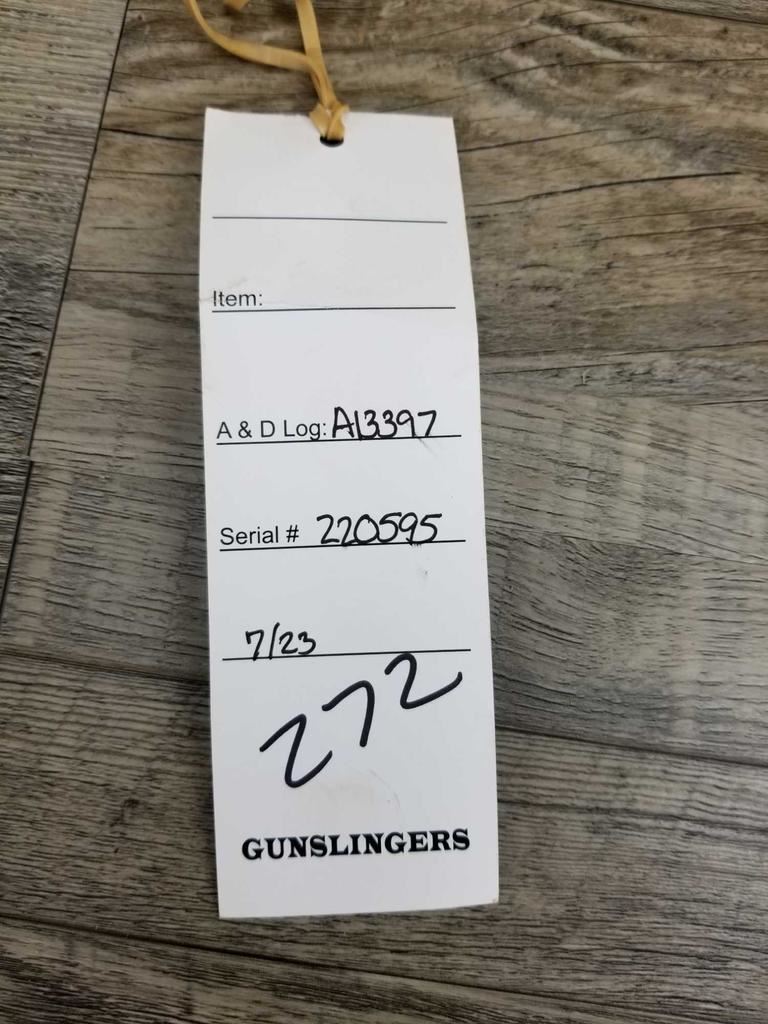 Item:
A & D Log: A13397
Serial # 220595
7/23
272
GUNSLINGERS